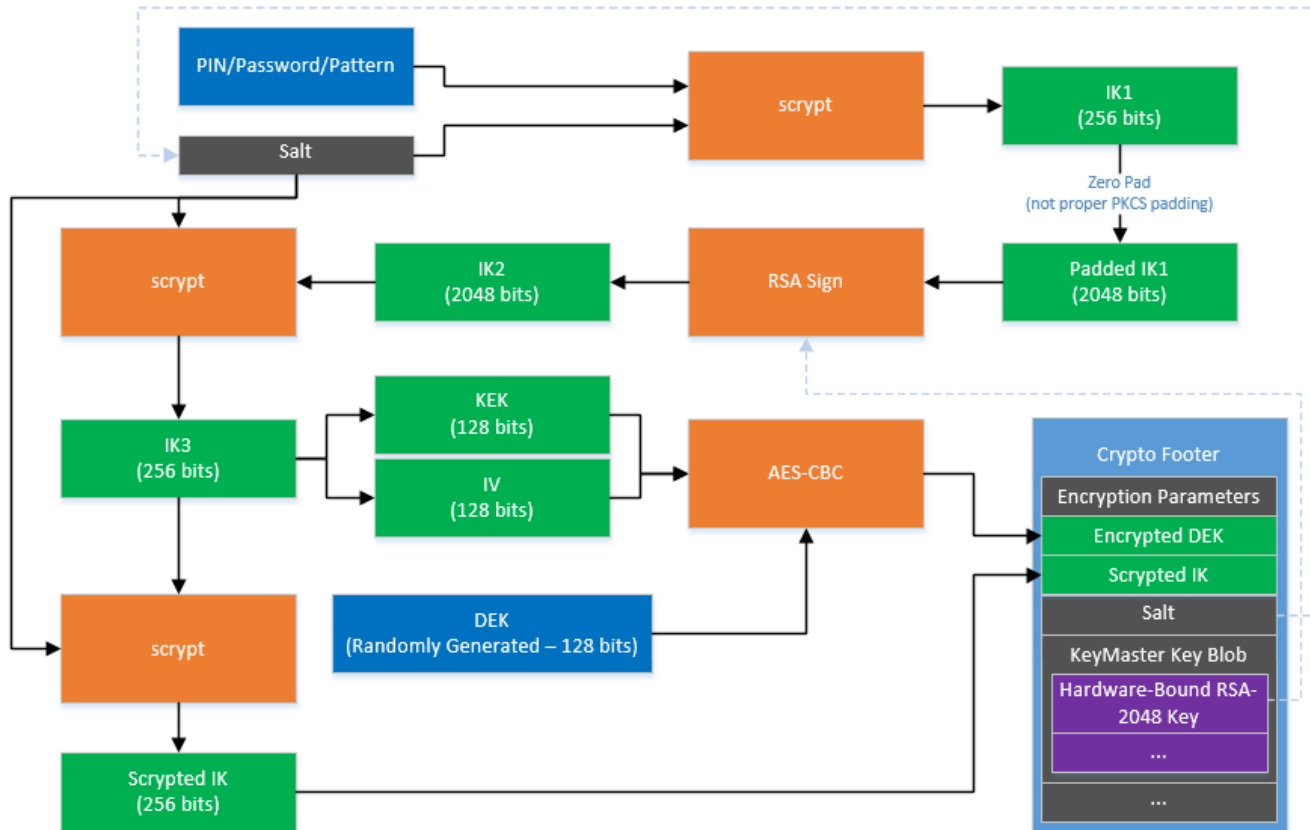 PIN/Password/Pattern
Salt
scrypt
IK1
(256 bits)
Zero Pad
(not proper PKCS padding)
scrypt
IK2
(2048 bits)
RSA Sign
Padded IK1
(2048 bits)
IK3
(256 bits)
KEK
(128 bits)
IV
(128 bits)
AES-CBC
Crypto Footer
Encryption Parameters
Encrypted DEK
Scrypted IK
Salt
KeyMaster Key Blob
Hardware-Bound RSA-
2048 Key
...
...
scrypt
DEK
(Randomly Generated – 128 bits)
Scrypted IK
(256 bits)